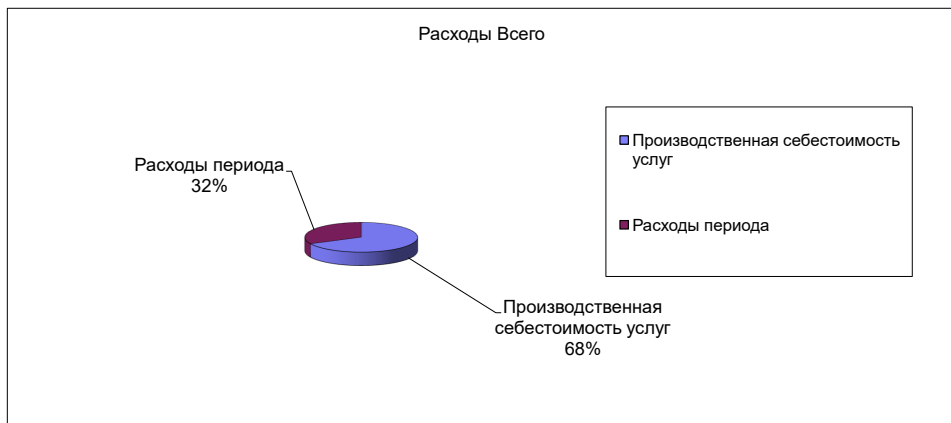 Расходы Всего
Производственная себестоимость
услуг
Расходы периода
Расходы периода
32%
Производственная
себестоимость услуг
68%